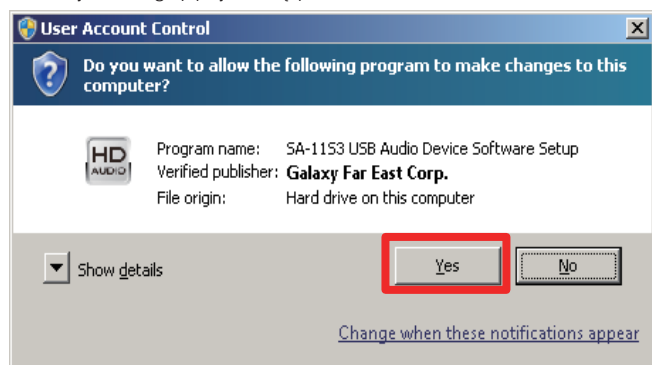 User Account Control
Do you want to allow the following program to make changes to this
computer?
HD
AUDIO
Program name: SA-11S3 USB Audio Device Software Setup
Verified publisher: Galaxy Far East Corp.
File origin: Hard drive on this computer
Show details
Yes
No
Change when these notifications appear